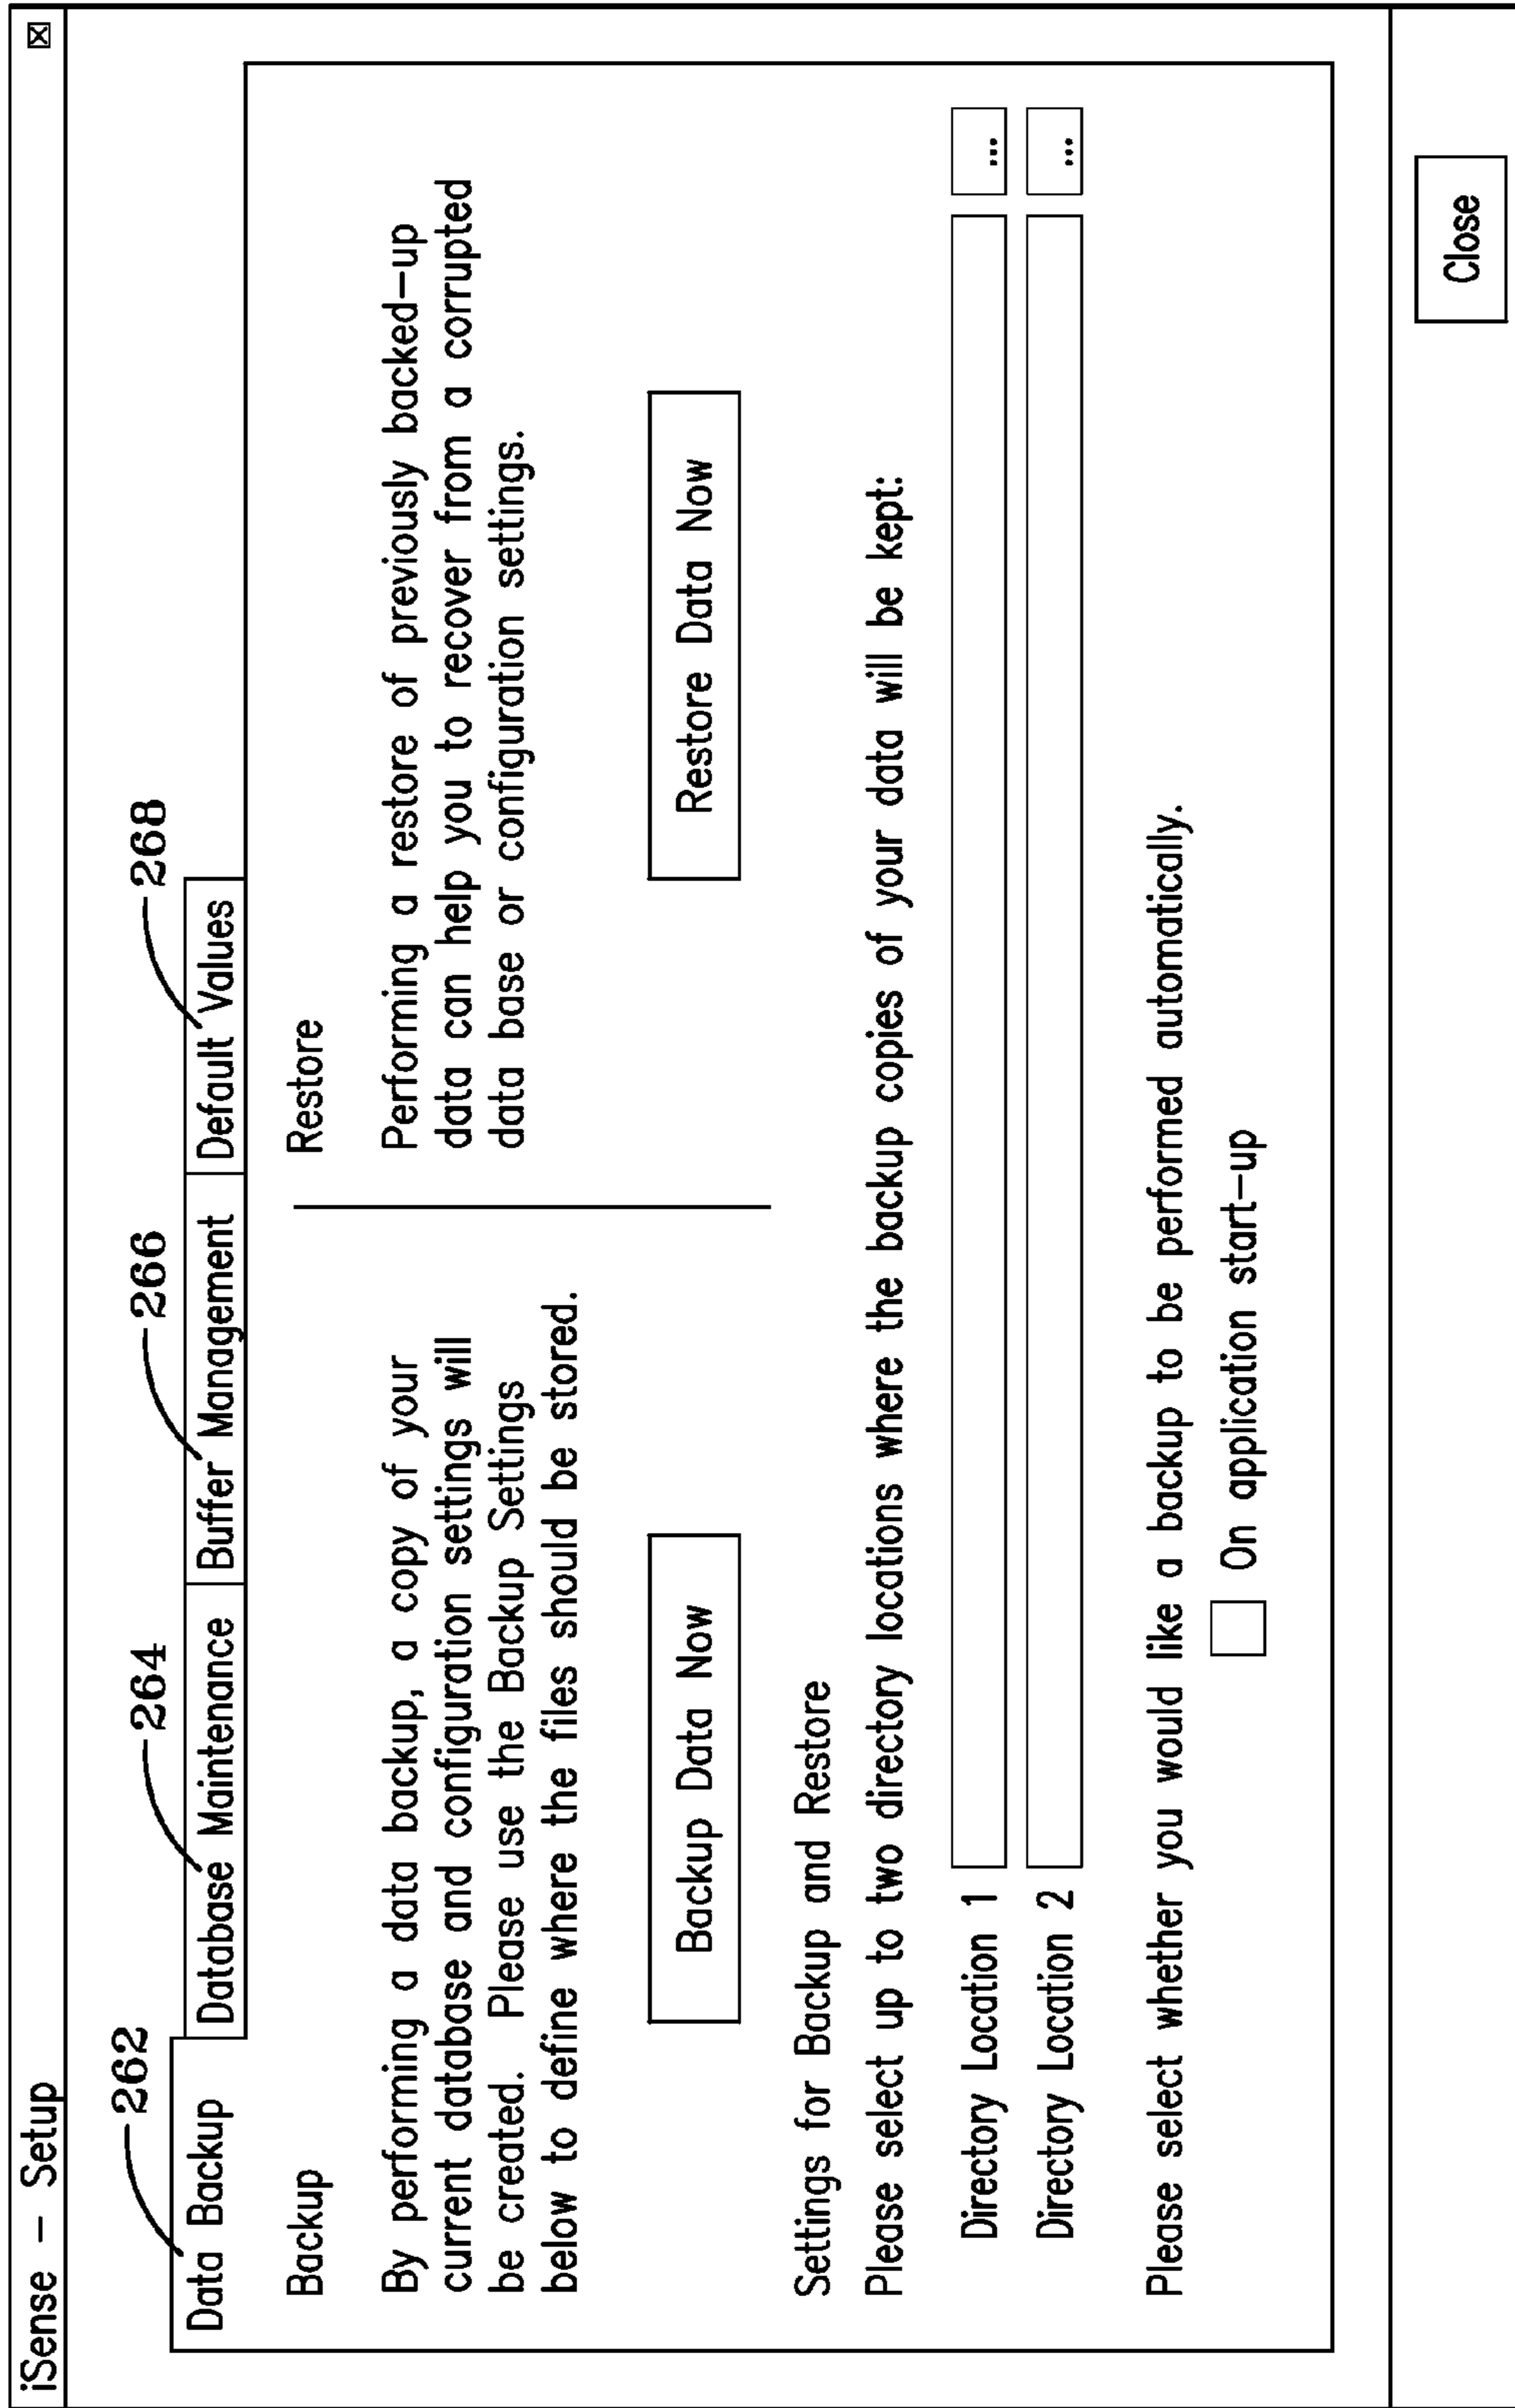 iSense – Setup
262
264
266
268
Data Backup
Database Maintenance
Buffer Management
Default Values
Backup
By performing a data backup, a copy of your
current database and configuration settings will
be created. Please use the Backup Settings
below to define where the files should be stored.
Backup Data Now
Restore
Performing a restore of previously backed-up
data can help you to recover from a corrupted
data base or configuration settings.
Restore Data Now
Settings for Backup and Restore
Please select up to two directory locations where the backup copies of your data will be kept:
Directory Location 1
...
Directory Location 2
...
Please select whether you would like a backup to be performed automatically.
On application start-up
Close